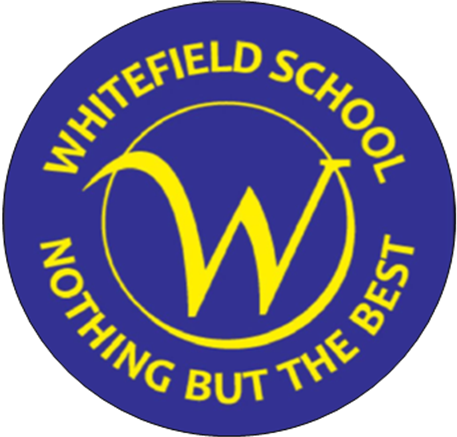 WHITEFIELD SCHOOL
W
NOTHING BUT THE BEST